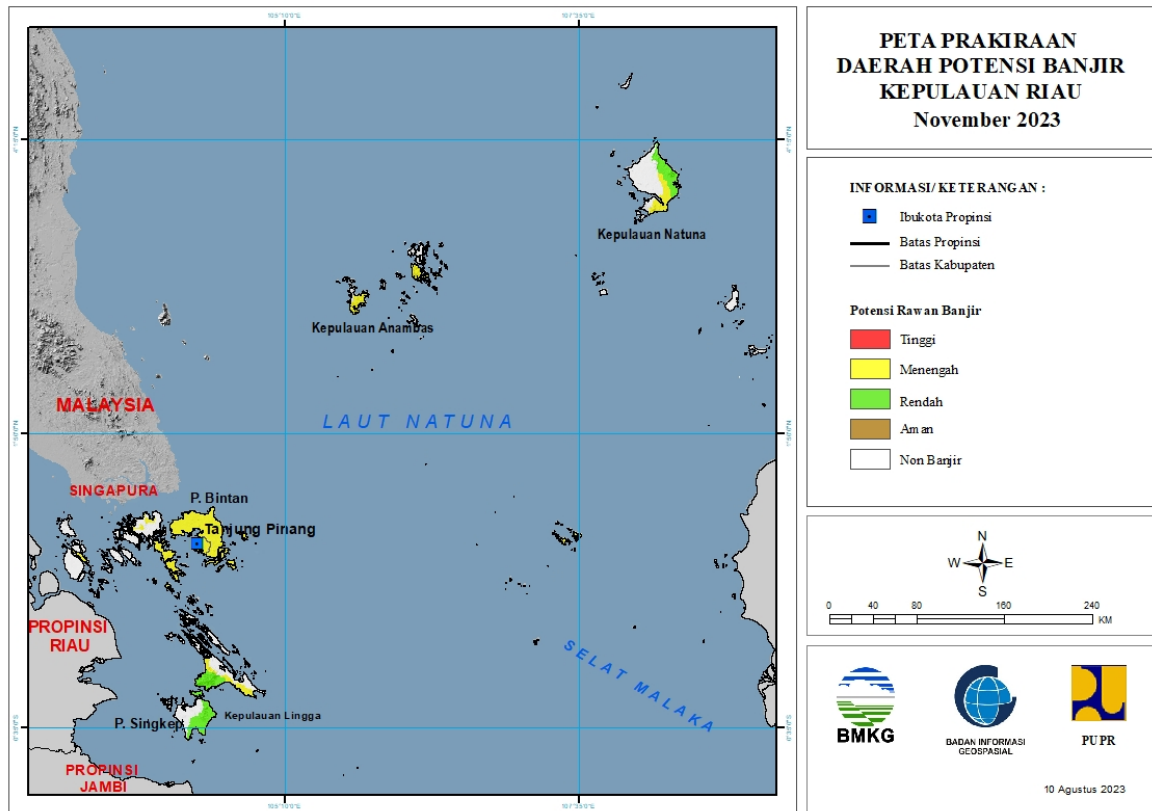 PETA PRAKIRAAN
DAERAH POTENSI BANJIR
KEPULAUAN RIAU
November 2023
INFORMASI/ KETERANGAN :
Ibukota Propinsi
Batas Propinsi
Batas Kabupaten
Potensi Rawan Banjir
Tinggi
Menengah
Rendah
Aman
Non Banjir
N
W E
S
0 40 80 160 240
KM
BMKG
BADAN INFORMASI
GEOSPASIAL
PUPR
10 Agustus 2023
Kepulauan Natuna
Kepulauan Anambas
MALAYSIA
LAUT NATUNA
SINGAPURA
P. Bintan
Tanjung Pinang
PROPINSI
RIAU
SELAT MALAKA
P. Singkep
Kepulauan Lingga
PROPINSI
JAMBI